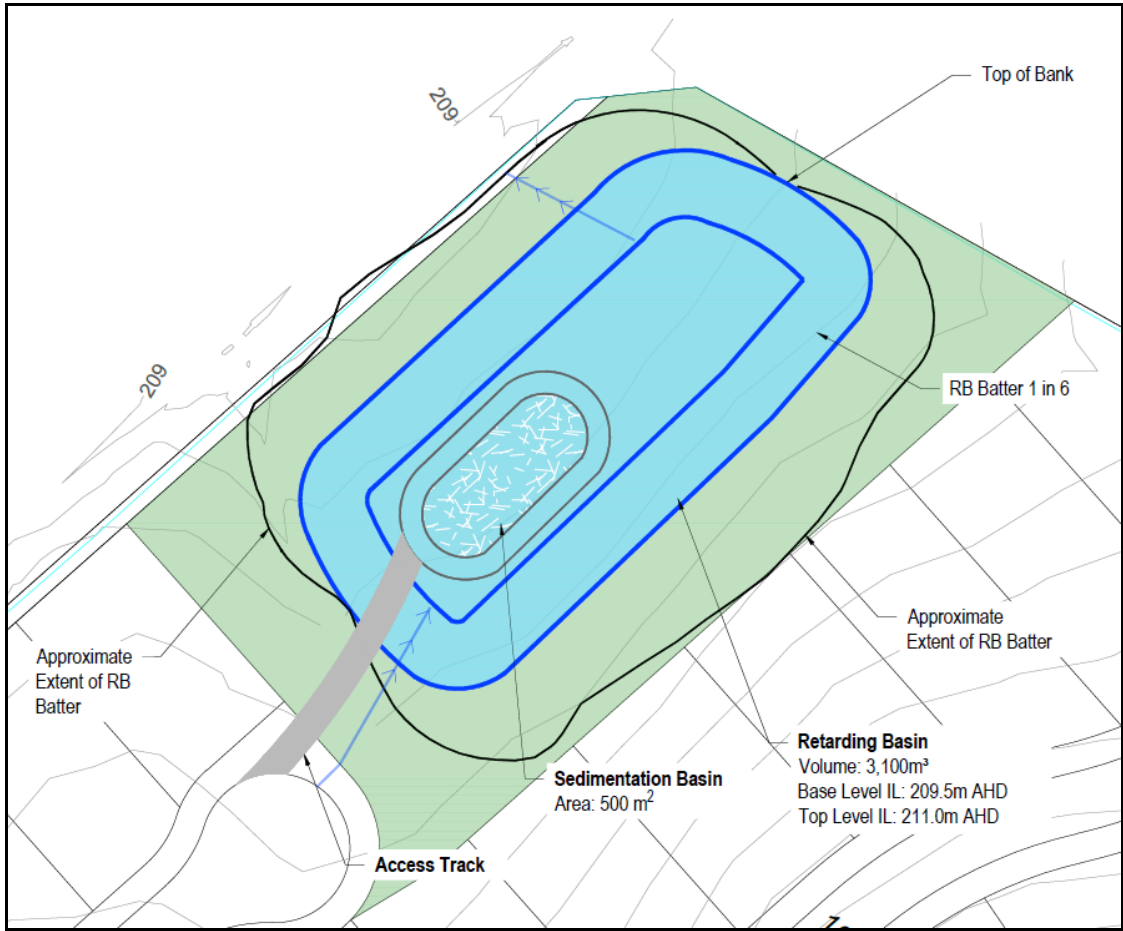 209
Top of Bank
209
RB Batter 1 in 6
Approximate
Extent of RB Batter
Approximate
Extent of RB
Batter
Retarding Basin
Volume: 3,100m³
Base Level IL: 209.5m AHD
Top Level IL: 211.0m AHD
Sedimentation Basin
Area: 500 m²
Access Track